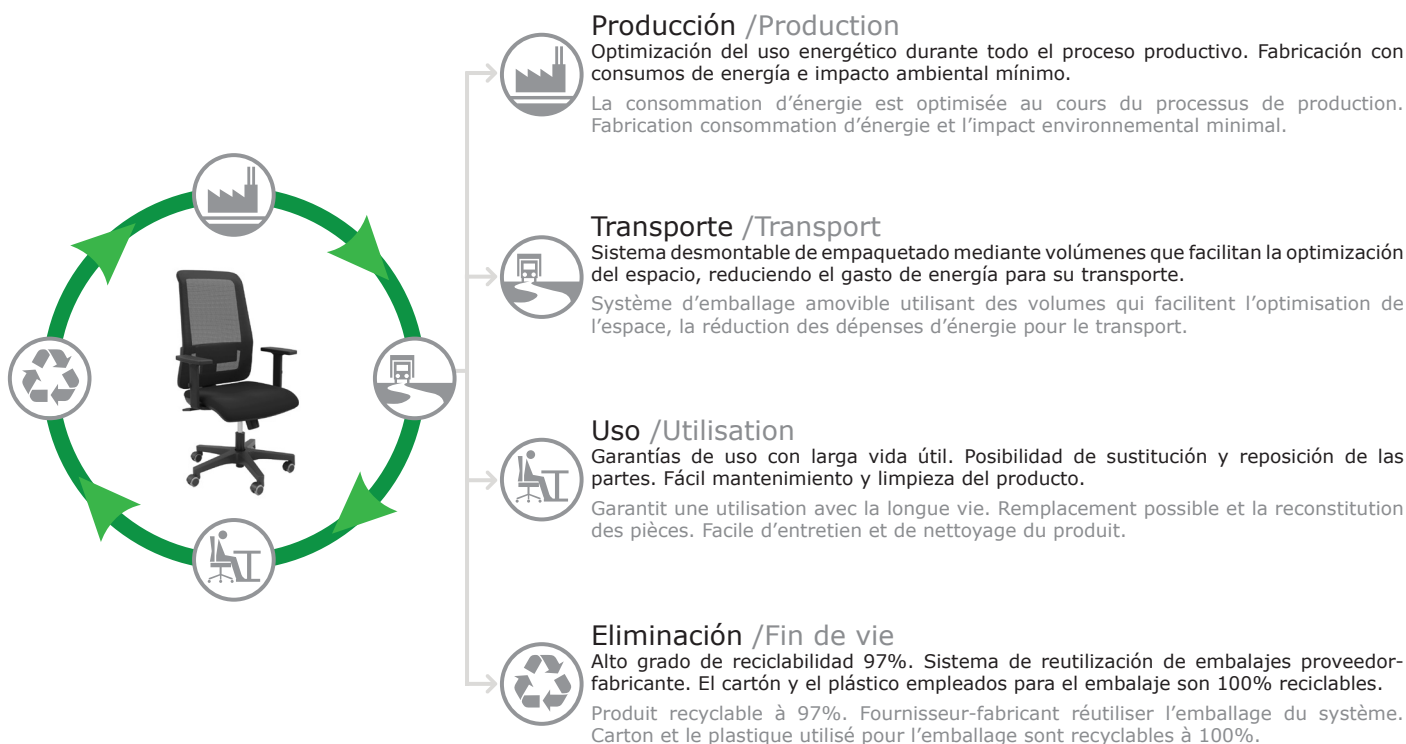 Producción /Production
Optimización del uso energético durante todo el proceso productivo. Fabricación con
consumos de energía e impacto ambiental mínimo.
La consommation d’énergie est optimisée au cours du processus de production.
Fabrication consommation d’énergie et l’impact environnemental minimal.
Transporte /Transport
Sistema desmontable de empaquetado mediante volúmenes que facilitan la optimización
del espacio, reduciendo el gasto de energía para su transporte.
Système d’emballage amovible utilisant des volumes qui facilitent l’optimisation de
l’espace, la réduction des dépenses d’énergie pour le transport.
Uso /Utilisation
Garantías de uso con larga vida útil. Posibilidad de sustitución y reposición de las
partes. Fácil mantenimiento y limpieza del producto.
Garantit une utilisation avec la longue vie. Remplacement possible et la reconstitution
des pièces. Facile d’entretien et de nettoyage du produit.
Eliminación /Fin de vie
Alto grado de reciclabilidad 97%. Sistema de reutilización de embalajes proveedor-
fabricante. El cartón y el plástico empleados para el embalaje son 100% reciclables.
Produit recyclable à 97%. Fournisseur-fabricant réutiliser l’emballage du système.
Carton et le plastique utilisé pour l’emballage sont recyclables à 100%.